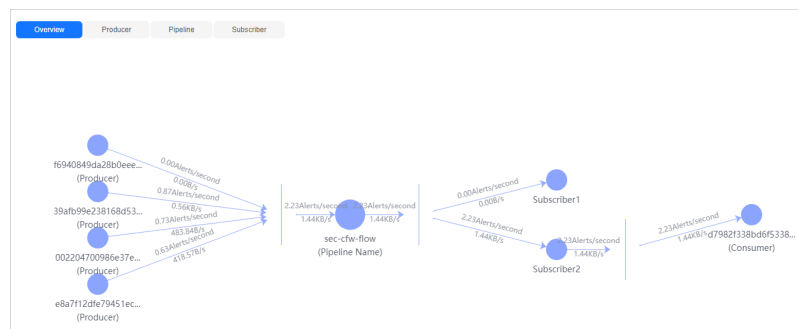 Overview Producer Pipeline Subscriber
f6940849da28b0eee...
(Producer)
0.00Alerts/second
0.00B/s
39afb99e238168d53...
(Producer)
0.87Alerts/second
0.56KB/s
002204700986e37e...
(Producer)
0.73Alerts/second
483.84B/s
e8a7f12dfe79451ec...
(Producer)
0.63Alerts/second
418.57B/s
2.23Alerts/second
1.44KB/s
sec-cfw-flow
(Pipeline Name)
2.23Alerts/second
1.44KB/s
0.00Alerts/second
0.00B/s
Subscriber1
2.23Alerts/second
1.44KB/s
Subscriber2
2.23Alerts/second
1.44KB/s
2.23Alerts/second
1.44KB/s
d7982f338bd6f5338...
(Consumer)